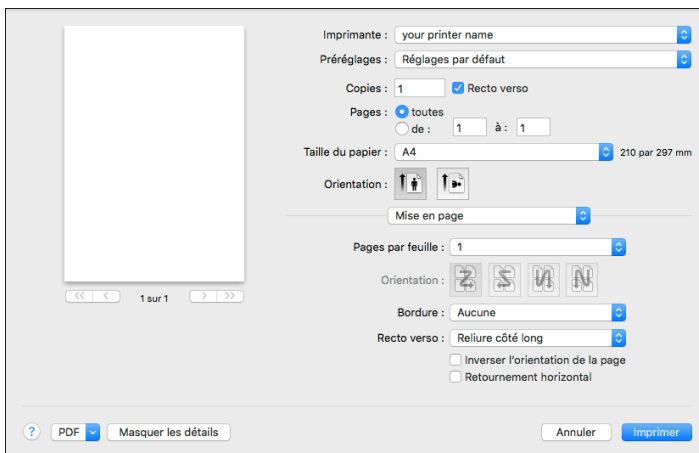 Imprimante : your printer name
Préréglages : Réglages par défaut
Copies : 1 Recto verso
Pages : toutes
de : 1 à : 1
Taille du papier : A4 210 par 297 mm
Orientation :
Mise en page
Pages par feuille : 1
Orientation :
Bordure : Aucune
Recto verso : Reliure côté long
Inverser l'orientation de la page
Retournement horizontal
<< < 1 sur 1 > >>
? PDF Masquer les détails Annuler Imprimer